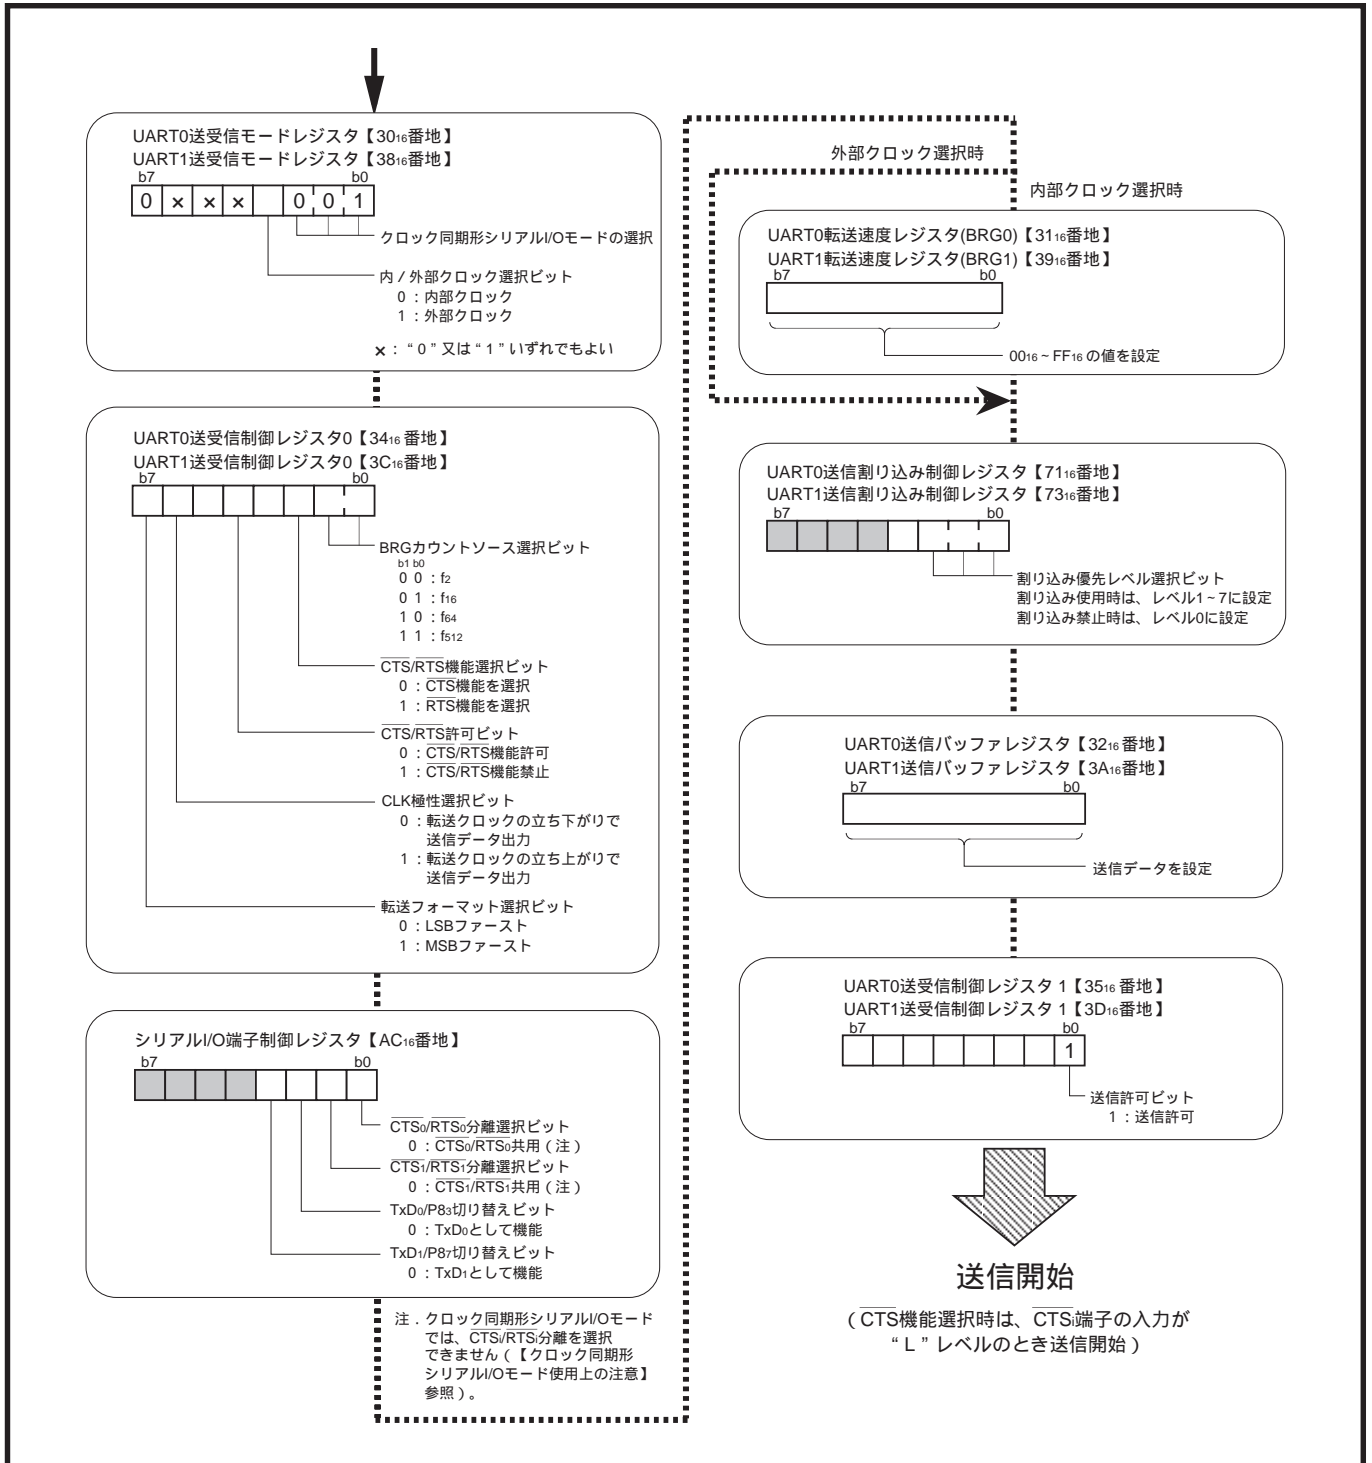 UART0送受信モードレジスタ【3016番地】
UART1送受信モードレジスタ【3816番地】
b7 b0
0 × × × 0 0 1
クロック同期形シリアルI/Oモードの選択
内 / 外部クロック選択ビット
0 : 内部クロック
1 : 外部クロック
× : “ 0 ” 又は “ 1 ” いずれでもよい
UART0送受信制御レジスタ0【3416 番地】
UART1送受信制御レジスタ0【3C16番地】
b7 b0
BRGカウントソース選択ビット
b1 b0
0 0 : f2
0 1 : f16
1 0 : f64
1 1 : f512
CTS/RTS機能選択ビット
0 : CTS機能を選択
1 : RTS機能を選択
CTS/RTS許可ビット
0 : CTS/RTS機能許可
1 : CTS/RTS機能禁止
CLK極性選択ビット
0 : 転送クロックの立ち下がりで
送信データ出力
1 : 転送クロックの立ち上がりで
送信データ出力
転送フォーマット選択ビット
0 : LSBファースト
1 : MSBファースト
シリアルI/O端子制御レジスタ【AC16番地】
b7 b0
CTS0/RTS0分離選択ビット
0 : CTS0/RTS0共用 ( 注 )
CTS1/RTS1分離選択ビット
0 : CTS1/RTS1共用 ( 注 )
TxD0/P83切り替えビット
0 : TxD0として機能
TxD1/P87切り替えビット
0 : TxD1として機能
注 . クロック同期形シリアルI/Oモード
では、CTSi/RTSi分離を選択
できません (【クロック同期形
シリアルI/Oモード使用上の注意】
参照 )。
外部クロック選択時
内部クロック選択時
UART0転送速度レジスタ(BRG0)【3116番地】
UART1転送速度レジスタ(BRG1)【3916番地】
b7 b0
0016 ~ FF16 の値を設定
UART0送信割り込み制御レジスタ【7116番地】
UART1送信割り込み制御レジスタ【7316番地】
b7 b0
割り込み優先レベル選択ビット
割り込み使用時は、レベル1 ~ 7に設定
割り込み禁止時は、レベル0に設定
UART0送信バッファレジスタ【3216 番地】
UART1送信バッファレジスタ【3A16番地】
b7 b0
送信データを設定
UART0送受信制御レジスタ 1【3516 番地】
UART1送受信制御レジスタ 1【3D16番地】
b7 b0
1
送信許可ビット
1 : 送信許可
送信開始
( CTS機能選択時は、CTSi端子の入力が
“ L ” レベルのとき送信開始 )